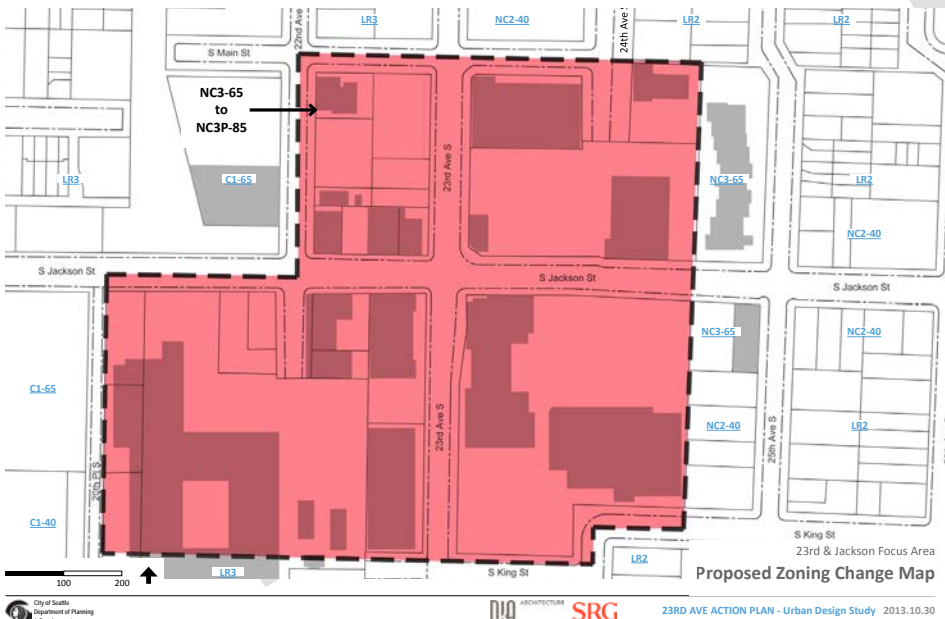 LR3
NC2-40
LR2
LR2
22nd Ave S
24th Ave S
S Main St
NC3-65
to
NC3P-85
23rd Ave S
LR3
C1-65
NC3-65
LR2
NC2-40
S Jackson St
S Jackson St
S Jackson St
NC3-65
NC2-40
C1-65
23rd Ave S
NC2-40
LR2
25th Ave S
20th Pl S
C1-40
S King St
LR3
S King St
LR2
100
200
23rd & Jackson Focus Area
Proposed Zoning Change Map
City of Seattle
Department of Planning
ARCHITECTURE
SRG
23RD AVE ACTION PLAN - Urban Design Study 2013.10.30